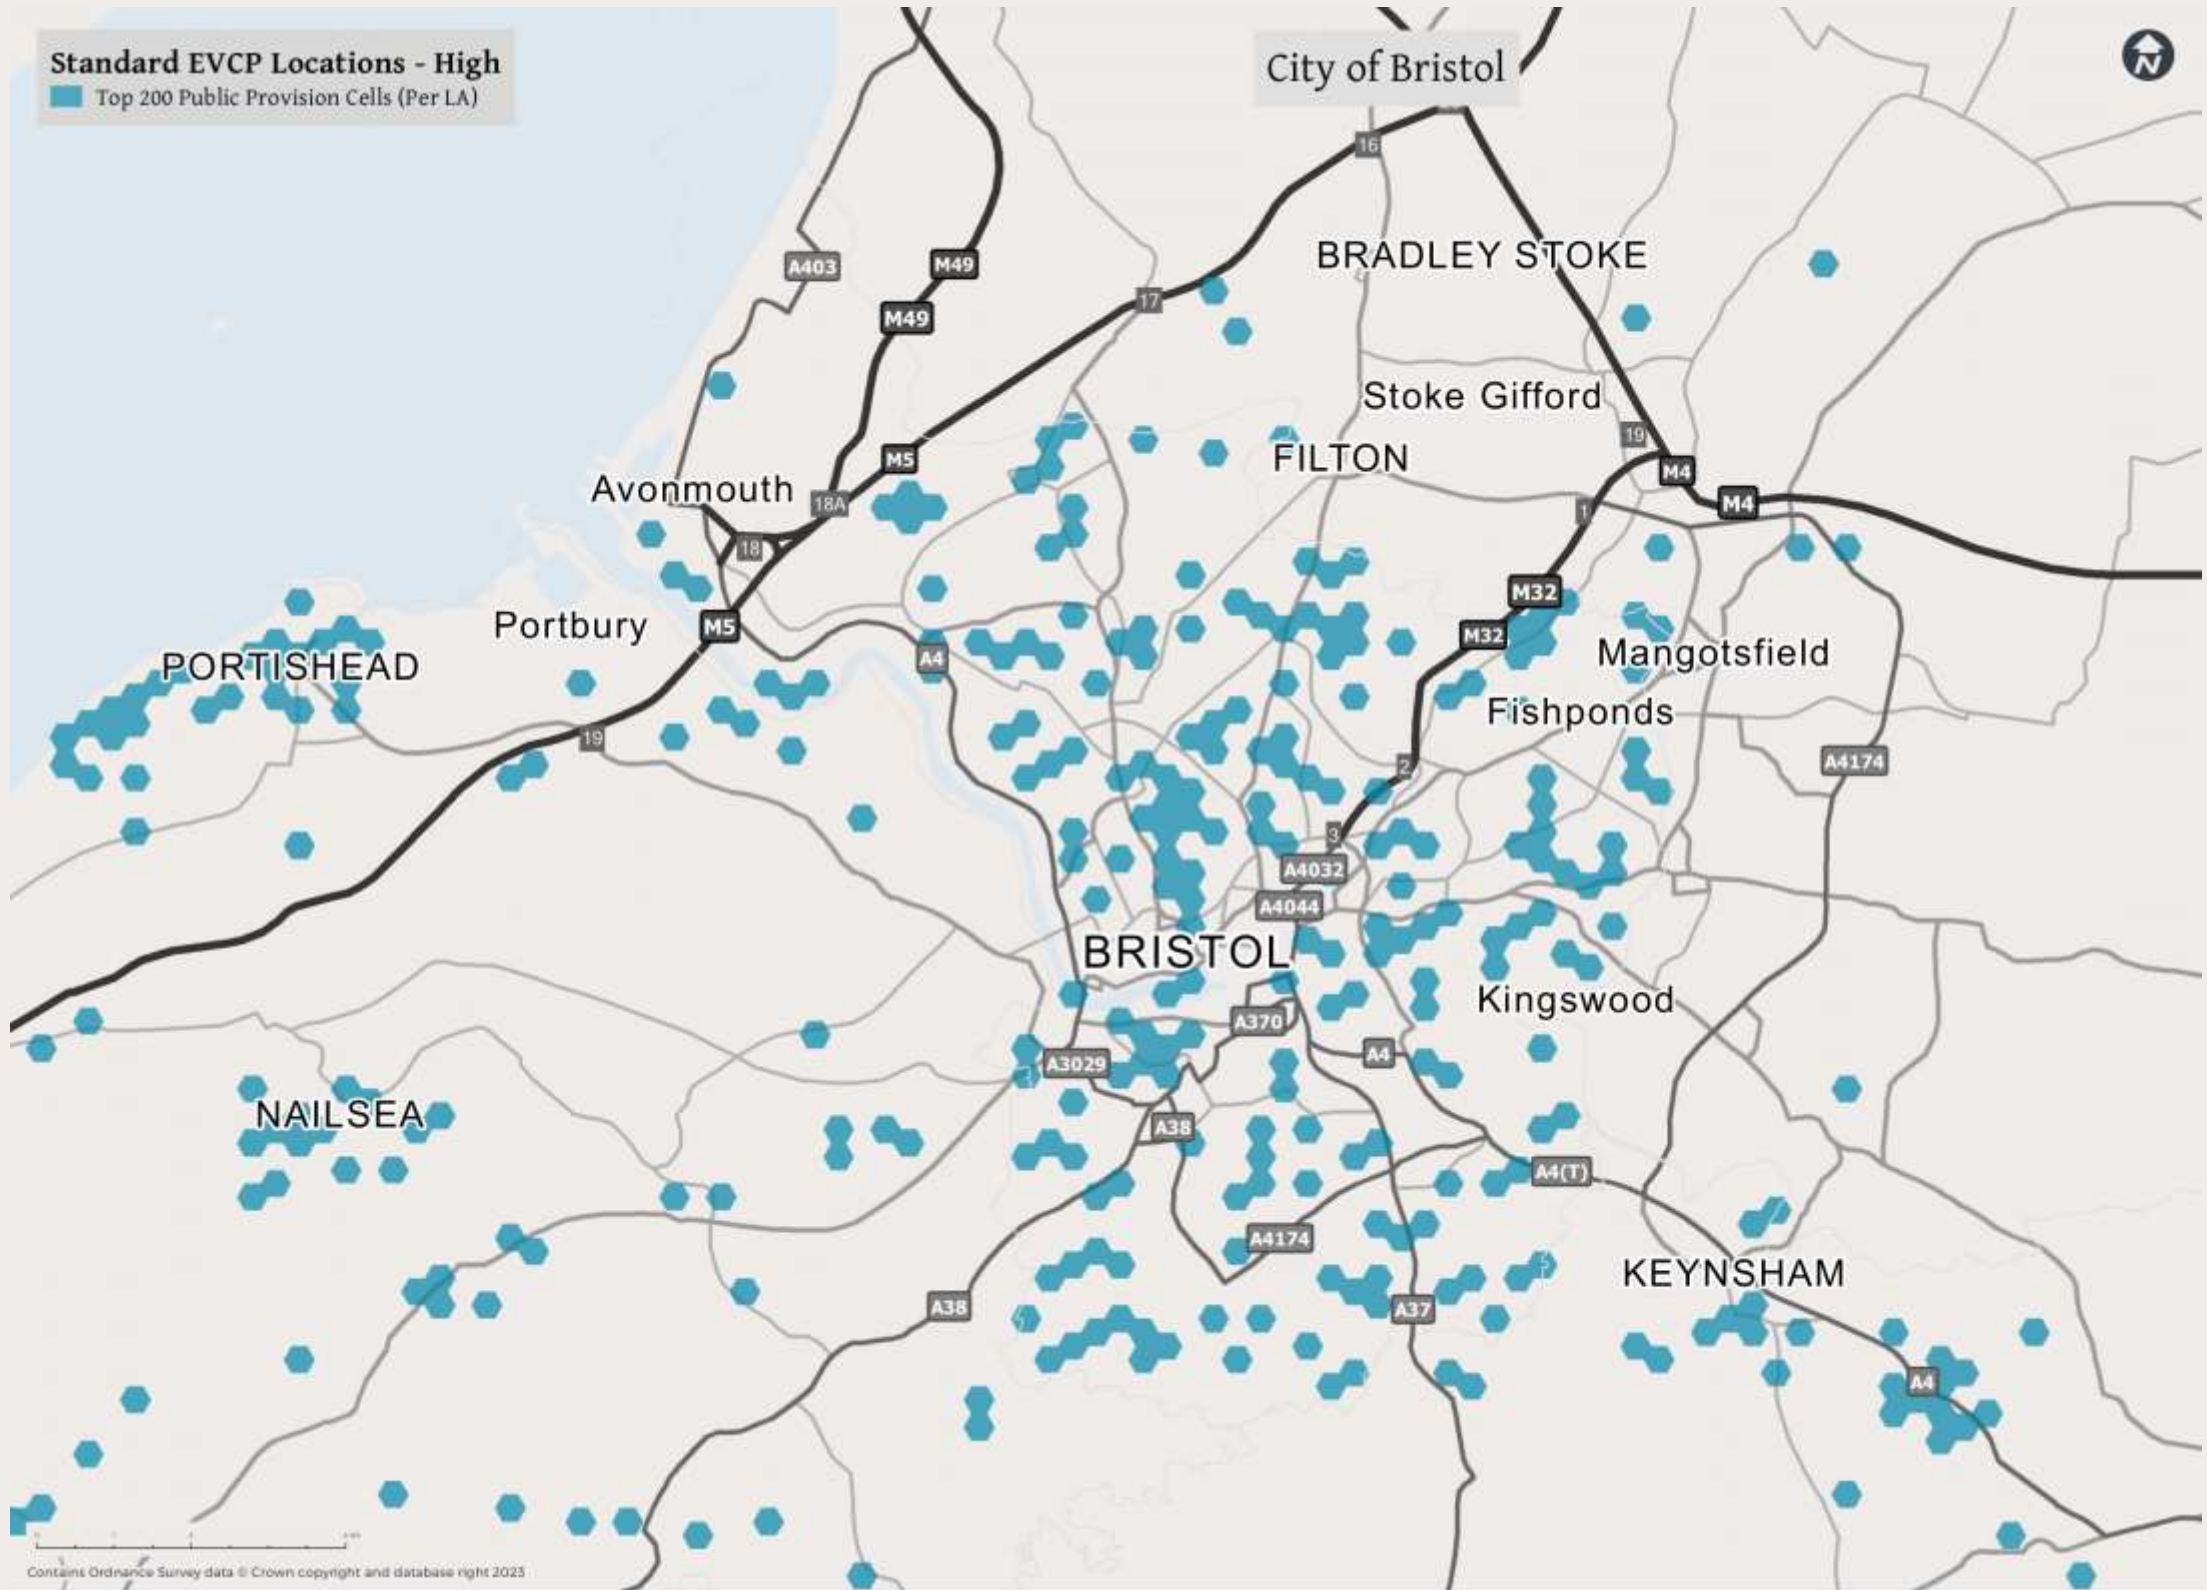 Standard EVCP Locations - High
Top 200 Public Provision Cells (Per LA)
City of Bristol
N
16
A403
M49
BRADLEY STOKE
M49
17
Stoke Gifford
19
M5
FILTON
M4
Avonmouth
18A
M4
1
18
M32
Portbury
M5
M32
Mangotsfield
PORTISHEAD
A4
Fishponds
19
2
A4174
3
A4032
A4044
BRISTOL
Kingswood
A370
A3029
A4
NAILSEA
A38
A4(T)
A4174
KEYNSHAM
A38
A37
A4
Contains Ordnance Survey data © Crown copyright and database right 2023